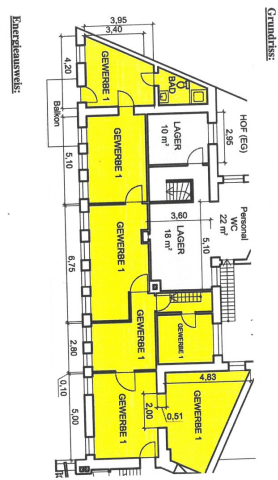 Grundriss:
HOF (EG)
2,95
3,95
3,40
BAD
GEWERBE 1
4,20
Balkon
LAGER
10 m²
GEWERBE 1
5,10
Personal
WC
22 m²
5,10
3,60
LAGER
18 m²
GEWERBE 1
6,75
GEWERBE 1
GEWERBE 1
2,80
0,10
4,83
GEWERBE 1
0,51
2,00
GEWERBE 1
5,00
Energieausweis: